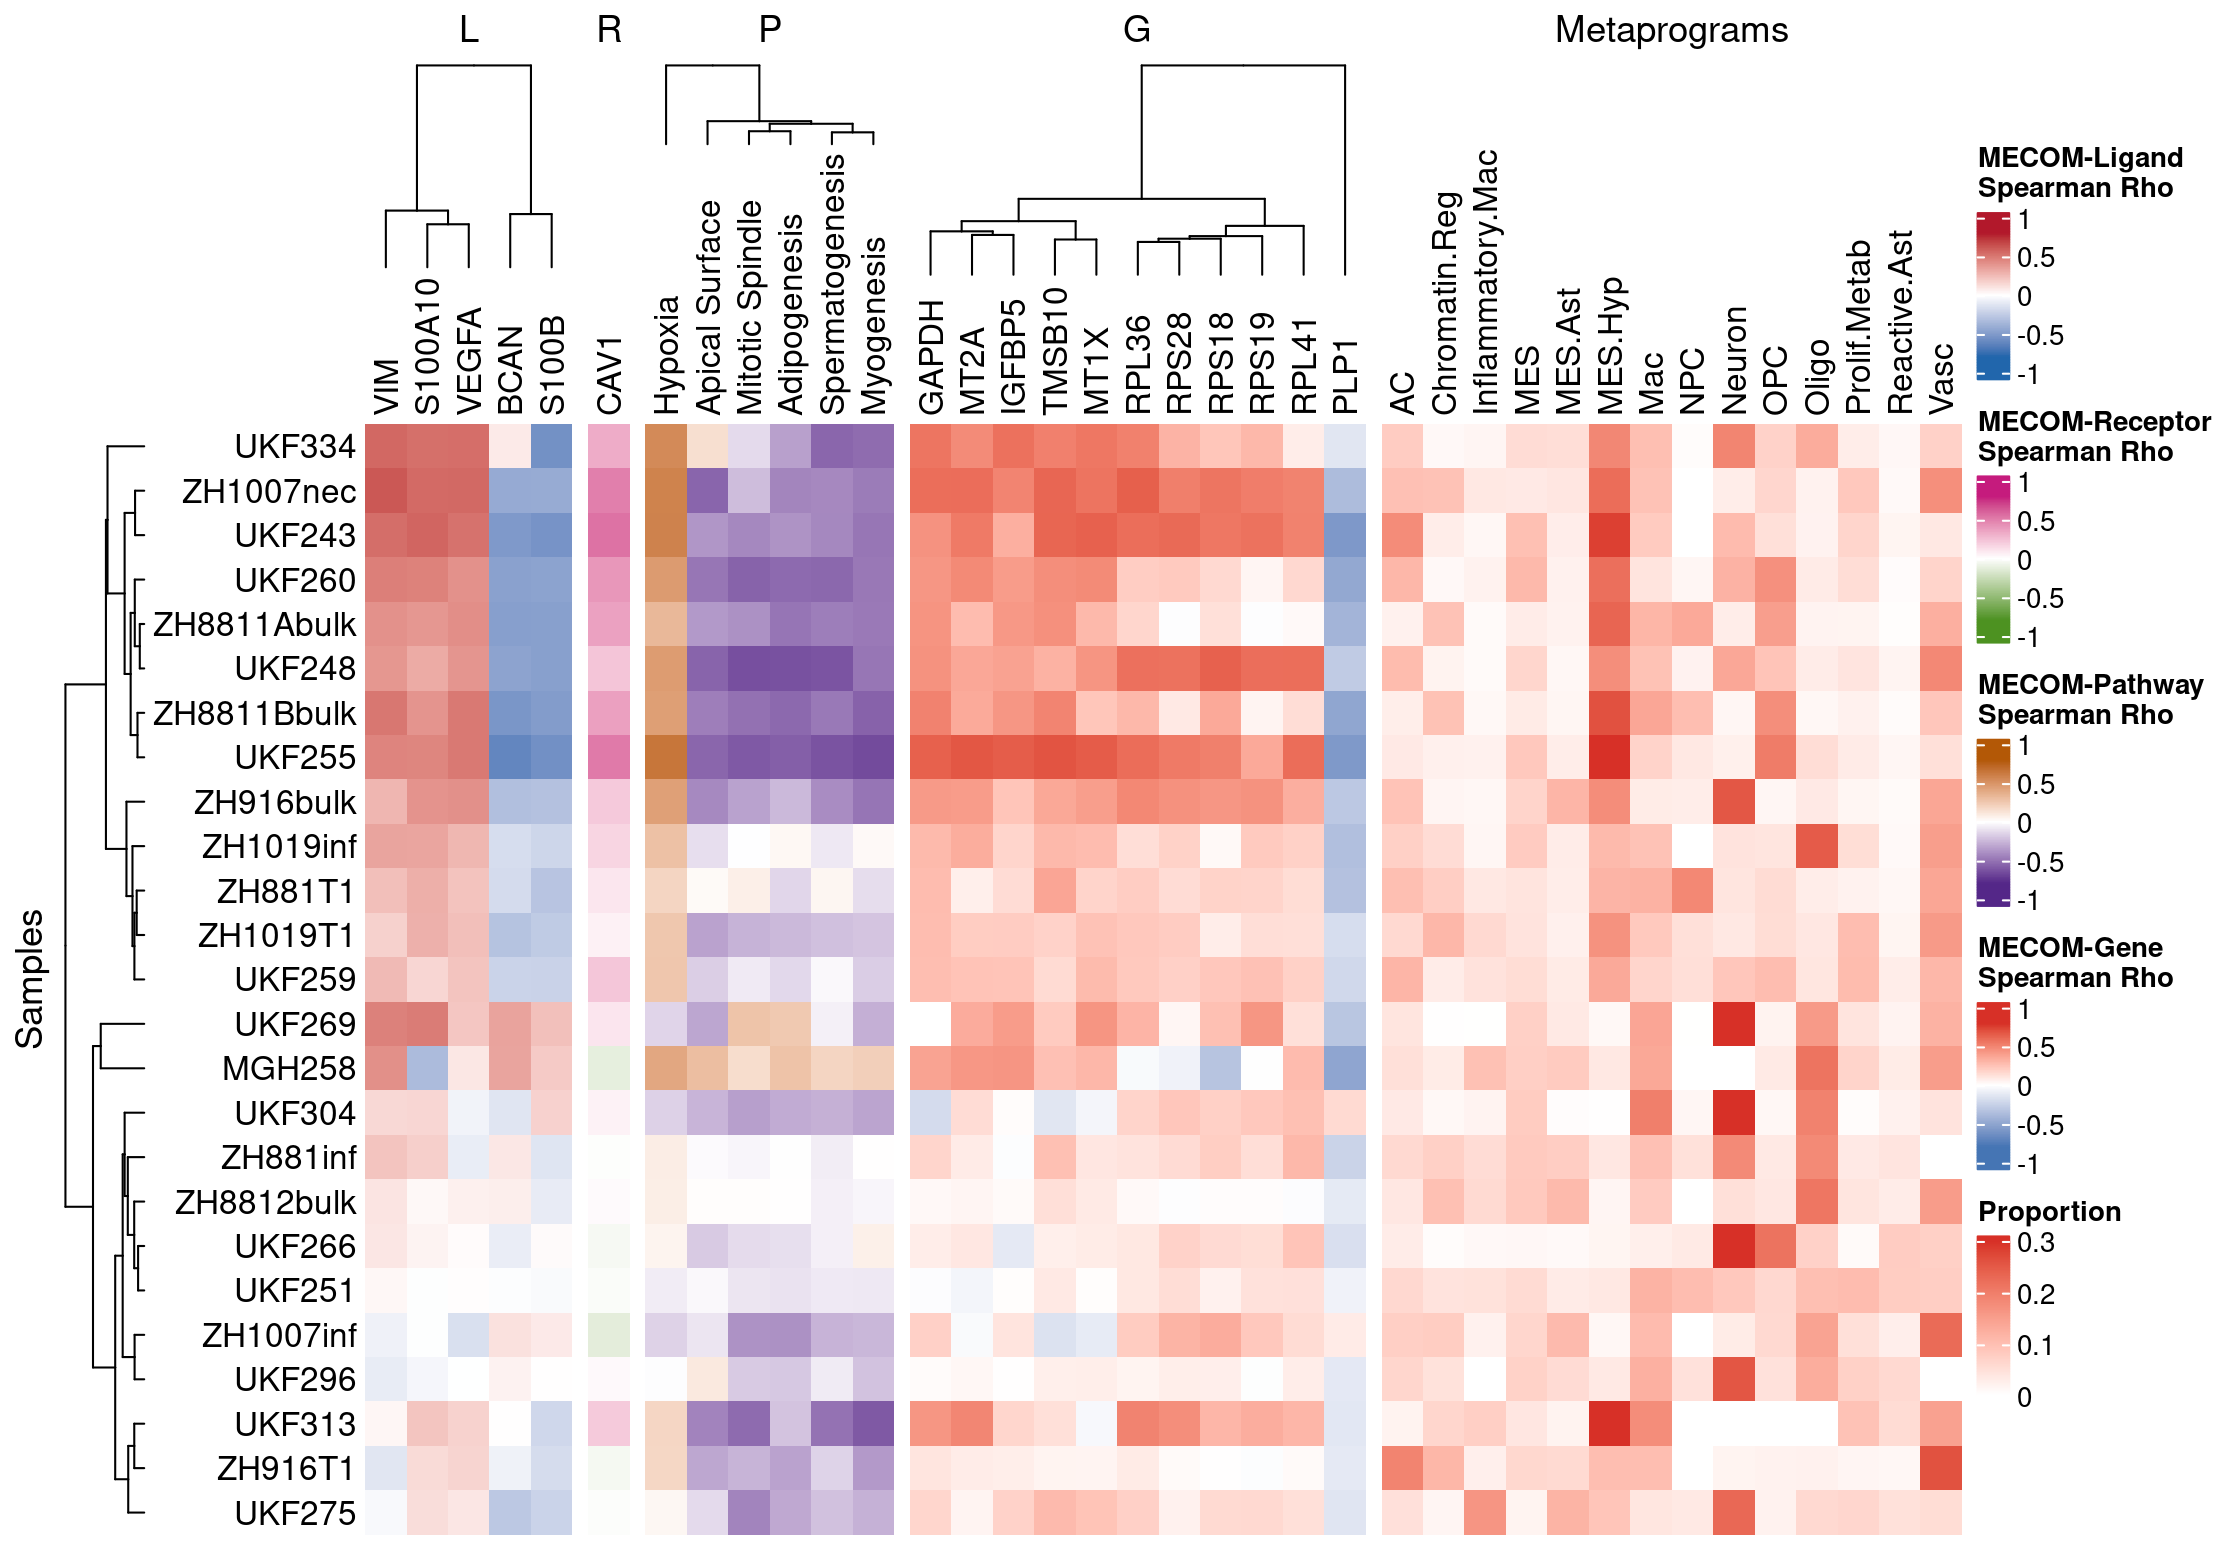 L R P G Metaprograms
VIM
S100A10
VEGFA
BCAN
S100B
CAV1
Hypoxia
Apical Surface
Mitotic Spindle
Adipogenesis
Spermatogenesis
Myogenesis
GAPDH
MT2A
IGFBP5
TMSB10
MT1X
RPL36
RPS28
RPS18
RPS19
RPL41
PLP1
AC
Chromatin.Reg
Inflammatory.Mac
MES
MES.Ast
MES.Hyp
Mac
NPC
Neuron
OPC
Oligo
Prolif.Metab
Reactive.Ast
Vasc
Samples
UKF334
ZH1007nec
UKF243
UKF260
ZH8811Abulk
UKF248
ZH8811Bbulk
UKF255
ZH916bulk
ZH1019inf
ZH881T1
ZH1019T1
UKF259
UKF269
MGH258
UKF304
ZH881inf
ZH8812bulk
UKF266
UKF251
ZH1007inf
UKF296
UKF313
ZH916T1
UKF275
MECOM-Ligand
Spearman Rho
1
0.5
0
-0.5
-1
MECOM-Receptor
Spearman Rho
1
0.5
0
-0.5
-1
MECOM-Pathway
Spearman Rho
1
0.5
0
-0.5
-1
MECOM-Gene
Spearman Rho
1
0.5
0
-0.5
-1
Proportion
0.3
0.2
0.1
0